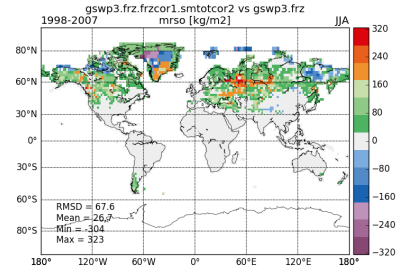 gswp3.frz.frzcor1.smtotcor2 vs gswp3.frz
1998-2007 mrso [kg/m2] JJA
80°N
60°N
30°N
0°
30°S
60°S
80°S
RMSD = 67.6
Mean = 26.7
Min = -304
Max = 323
180° 120°W 60°W 0° 60°E 120°E 180°
320
240
160
80
0
−80
−160
−240
−320